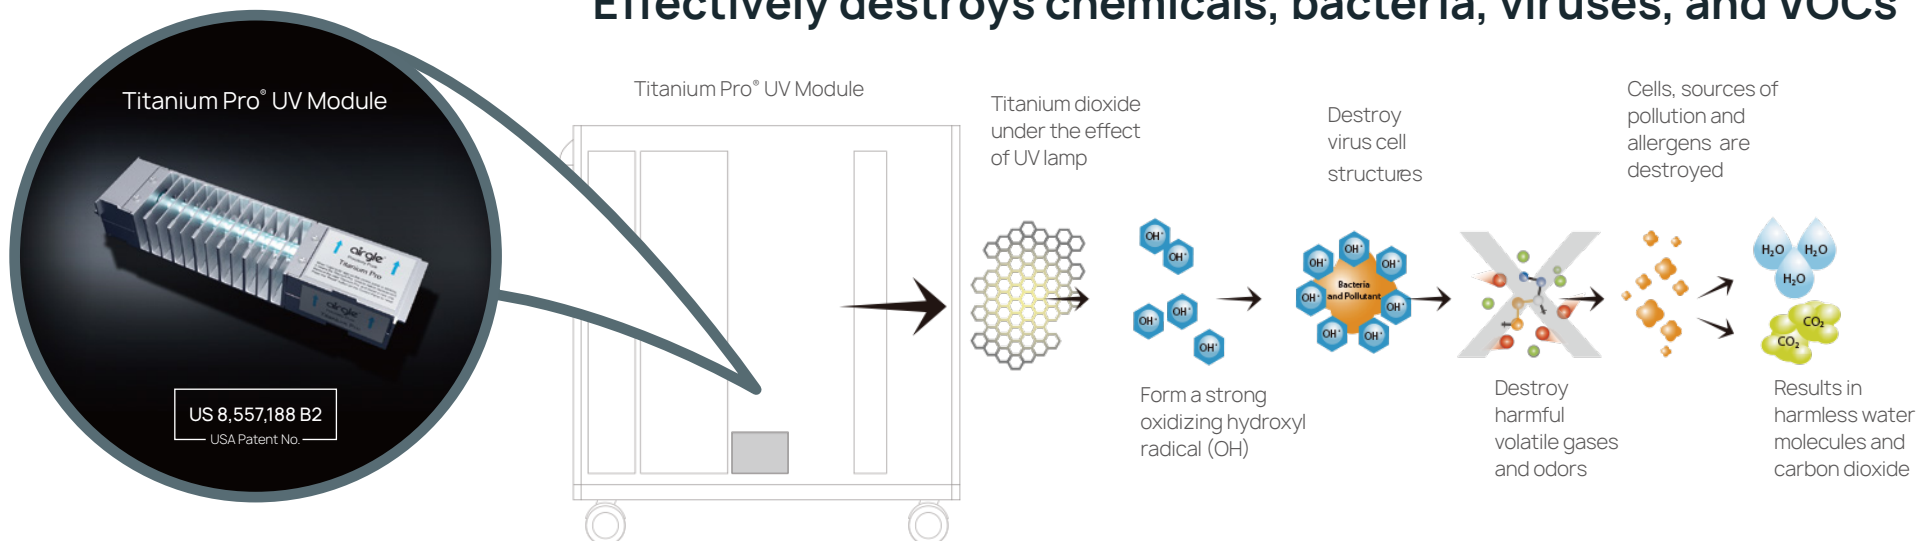 Effectively destroys chemicals, bacteria, viruses, and VOCs
Titanium Pro® UV Module
airgle
Titanium Pro
airgle
US 8,557,188 B2
USA Patent No.
Titanium Pro® UV Module
Titanium dioxide
under the effect
of UV lamp
OH⁺
OH⁺
OH⁺
OH⁺
OH⁺
Form a strong
oxidizing hydroxyl
radical (OH)
Destroy
virus cell
structures
OH⁺
OH⁺
OH⁺
OH⁺
Bacteria
and Pollutant
OH⁺
OH⁺
OH⁺
Destroy
harmful
volatile gases
and odors
Cells, sources of
pollution and
allergens are
destroyed
H₂O
H₂O
H₂O
CO₂
CO₂
Results in
harmless water
molecules and
carbon dioxide